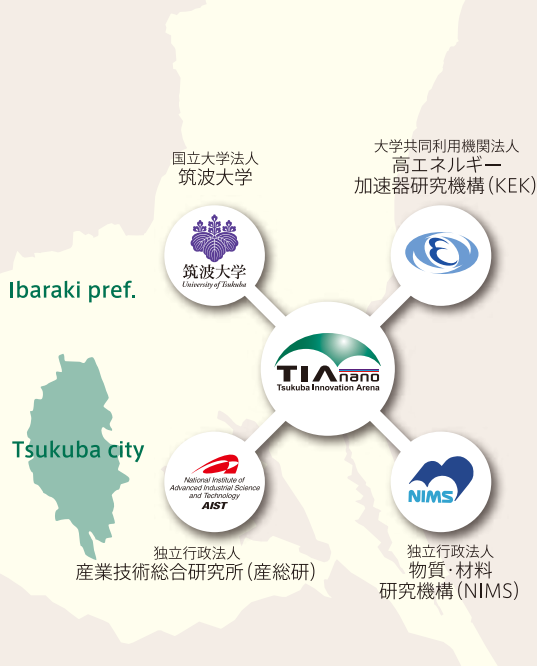 国立大学法人
筑波大学
大学共同利用機関法人
高エネルギー
加速器研究機構(KEK)
筑波大学
University of Tsukuba
Ibaraki pref.
TIA nano
Tsukuba Innovation Arena
Tsukuba city
National Institute of
Advanced Industrial Science
and Technology
AIST
NIMS
独立行政法人
産業技術総合研究所(産総研)
独立行政法人
物質·材料
研究機構(NIMS)